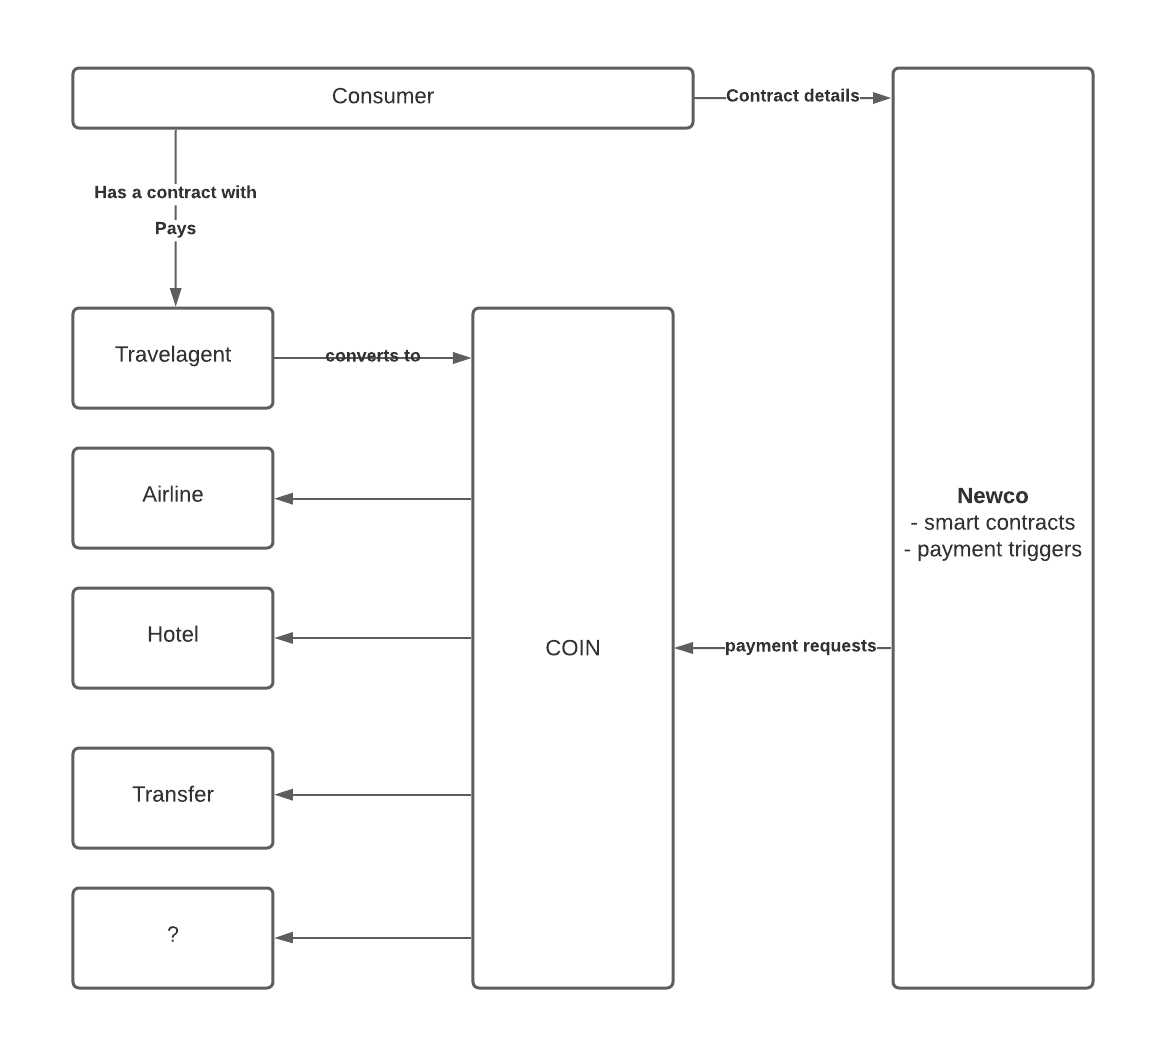 Consumer
Contract details
Has a contract with
Pays
Travelagent
converts to
Airline
Newco
- smart contracts
- payment triggers
Hotel
COIN
payment requests
Transfer
?